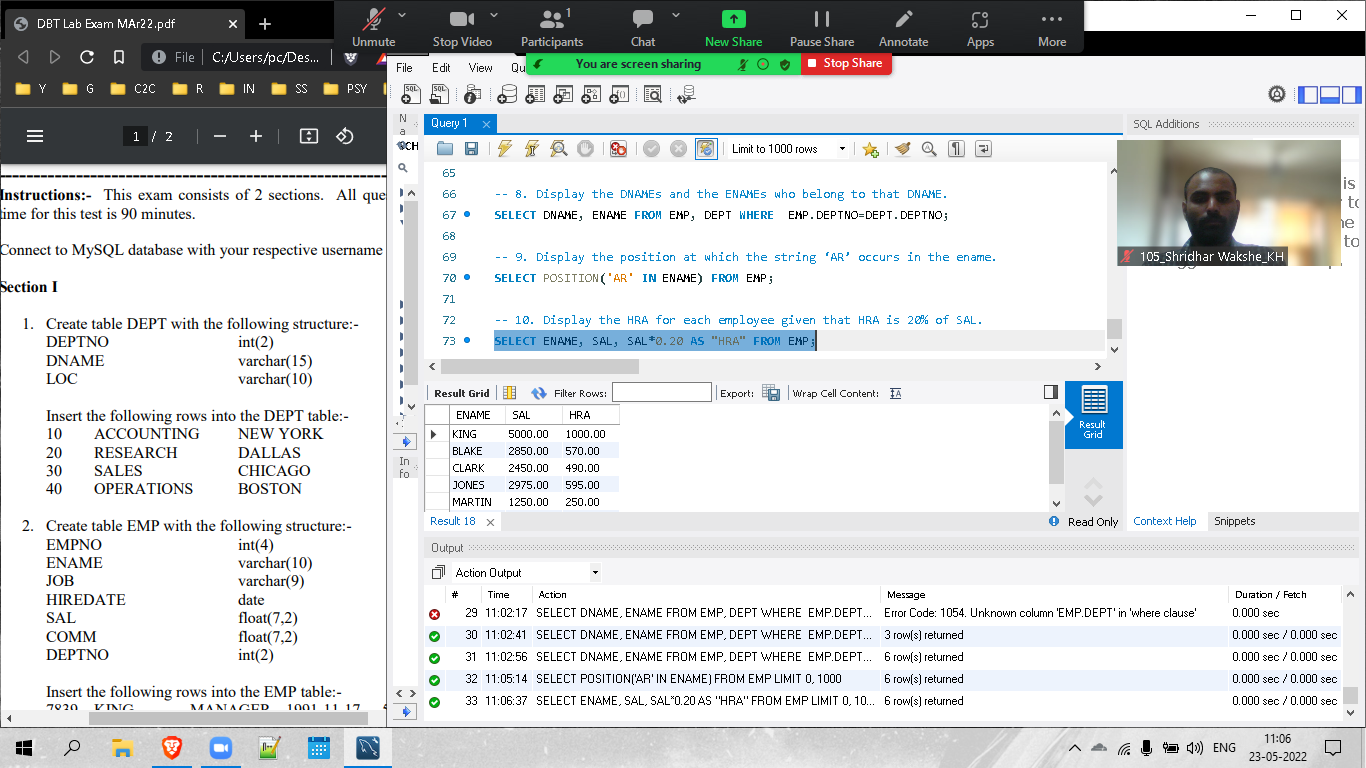 DBT Lab Exam MAr22.pdf
Unmute
Stop Video
Participants
1
Chat
New Share
Pause Share
Annotate
Apps
More
You are screen sharing
Stop Share
File
C:/Users/pc/Des...
Y
G
C2C
R
IN
SS
PSY
1 / 2
Instructions:- This exam consists of 2 sections. All que
time for this test is 90 minutes.
Connect to MySQL database with your respective username
Section I
1. Create table DEPT with the following structure:-
DEPTNO int(2)
DNAME varchar(15)
LOC varchar(10)
Insert the following rows into the DEPT table:-
10 ACCOUNTING NEW YORK
20 RESEARCH DALLAS
30 SALES CHICAGO
40 OPERATIONS BOSTON
2. Create table EMP with the following structure:-
EMPNO int(4)
ENAME varchar(10)
JOB varchar(9)
HIREDATE date
SAL float(7,2)
COMM float(7,2)
DEPTNO int(2)
Insert the following rows into the EMP table:-
7839 KING MANAGER 1991-11-17
File Edit View Qu
Na
CH
Info
Query 1
Limit to 1000 rows
65
66 -- 8. Display the DNAMEs and the ENAMEs who belong to that DNAME.
67 SELECT DNAME, ENAME FROM EMP, DEPT WHERE  EMP.DEPTNO=DEPT.DEPTNO;
68
69 -- 9. Display the position at which the string ‘AR’ occurs in the ename.
70 SELECT POSITION('AR' IN ENAME) FROM EMP;
71
72 -- 10. Display the HRA for each employee given that HRA is 20% of SAL.
73 SELECT ENAME, SAL, SAL*0.20 AS "HRA" FROM EMP;
Result Grid
Filter Rows:
Export:
Wrap Cell Content:
ENAME SAL HRA
KING 5000.00 1000.00
BLAKE 2850.00 570.00
CLARK 2450.00 490.00
JONES 2975.00 595.00
MARTIN 1250.00 250.00
Result Grid
Result 18
Read Only
SQL Additions
105_Shridhar Wakshe_KH
Context Help
Snippets
Output
Action Output
# Time Action Message Duration / Fetch
29 11:02:17 SELECT DNAME, ENAME FROM EMP, DEPT WHERE  EMP.DEPT... Error Code: 1054. Unknown column 'EMP.DEPT' in 'where clause' 0.000 sec
30 11:02:41 SELECT DNAME, ENAME FROM EMP, DEPT WHERE  EMP.DEPT... 3 row(s) returned 0.000 sec / 0.000 sec
31 11:02:56 SELECT DNAME, ENAME FROM EMP, DEPT WHERE  EMP.DEPT... 6 row(s) returned 0.000 sec / 0.000 sec
32 11:05:14 SELECT POSITION('AR' IN ENAME) FROM EMP LIMIT 0, 1000 6 row(s) returned 0.000 sec / 0.000 sec
33 11:06:37 SELECT ENAME, SAL, SAL*0.20 AS "HRA" FROM EMP LIMIT 0, 10... 6 row(s) returned 0.000 sec / 0.000 sec
ENG
11:06
23-05-2022